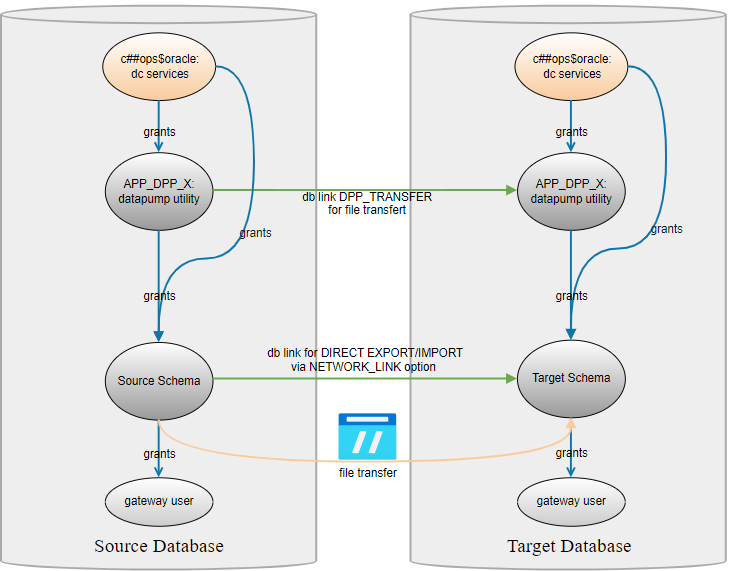 c##ops$oracle:
dc services
c##ops$oracle:
dc services
grants
grants
APP_DPP_X:
datapump utility
APP_DPP_X:
datapump utility
db link DPP_TRANSFER
for file transfert
grants
grants
grants
grants
db link for DIRECT EXPORT/IMPORT
via NETWORK_LINK option
Source Schema
Target Schema
grants
grants
file transfer
gateway user
gateway user
Source Database
Target Database